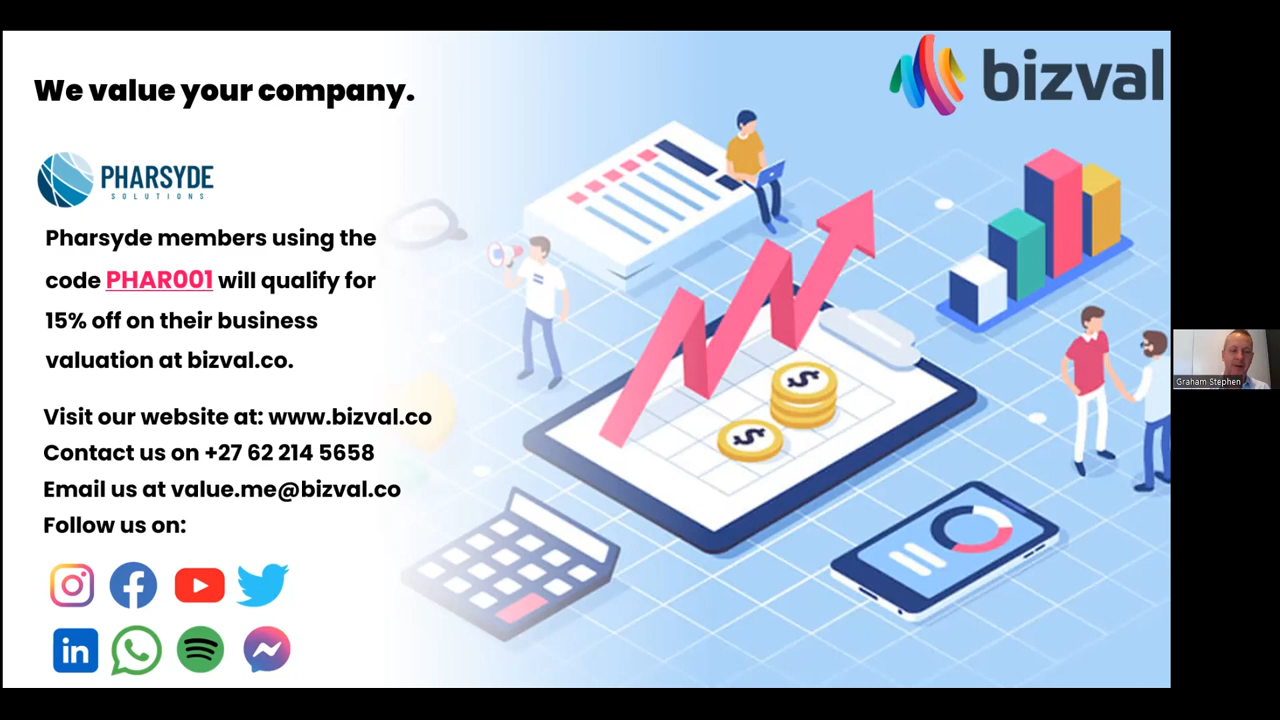 We value your company.
bizval
PHARSYDE
SOLUTIONS
Pharsyde members using the
code PHAR001 will qualify for
15% off on their business
valuation at bizval.co.
Visit our website at: www.bizval.co
Contact us on +27 62 214 5658
Email us at value.me@bizval.co
Follow us on:
in
$
$
Graham Stephen